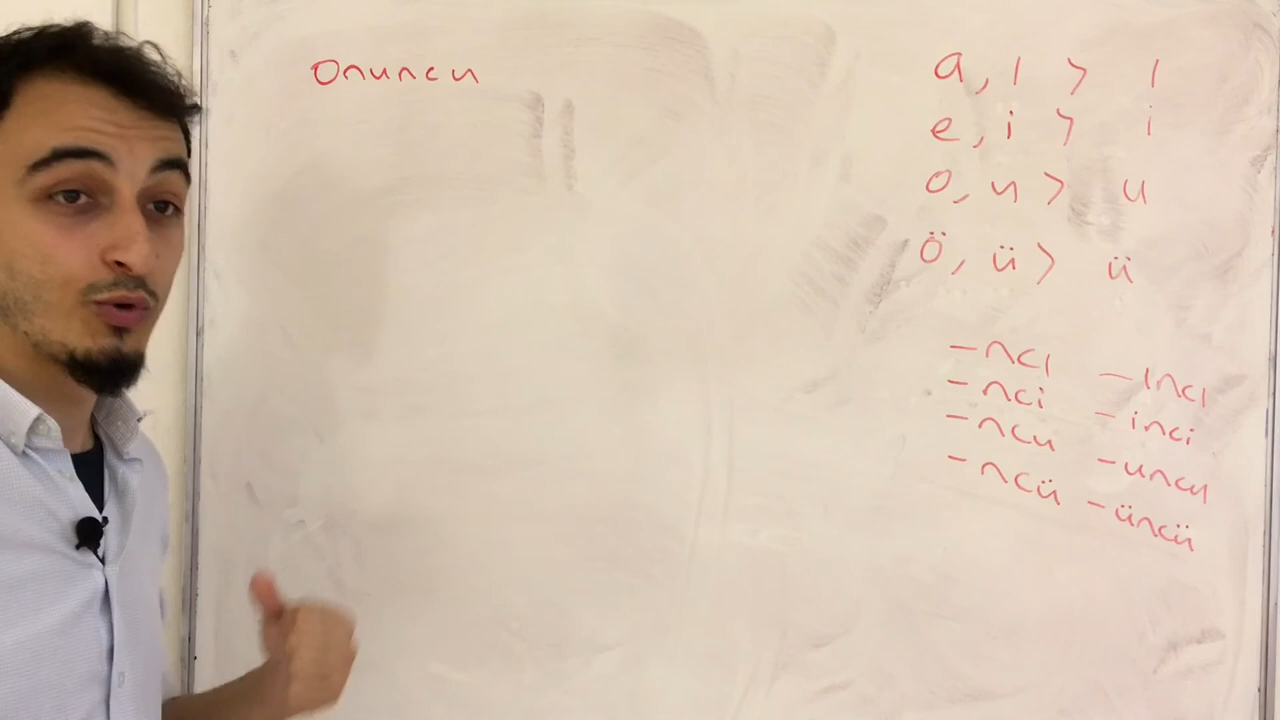 Onuncu
a, ı > ı
e, i > i
o, u > u
ö, ü > ü
-ncı -ıncı
-nci -inci
-ncu -uncu
-ncü -üncü